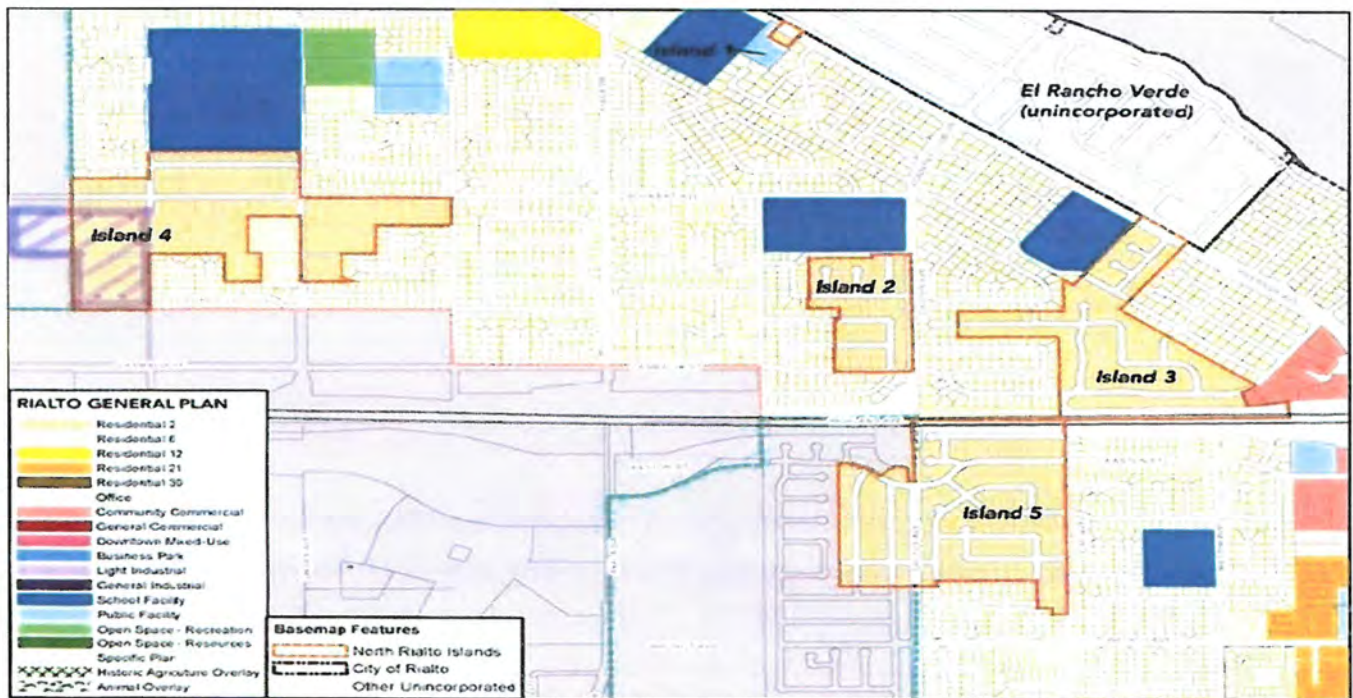 Island 1
El Rancho Verde
(unincorporated)
Island 4
Island 2
Island 3
Island 5
RIALTO GENERAL PLAN
Residential 2
Residential 6
Residential 12
Residential 21
Residential 30
Office
Community Commercial
General Commercial
Downtown Mixed-Use
Business Park
Light Industrial
General Industrial
School Facility
Public Facility
Open Space - Recreation
Open Space - Resources
Specific Plan
Historic Agriculture Overlay
Animal Overlay
Basemap Features
North Rialto Islands
City of Rialto
Other Unincorporated